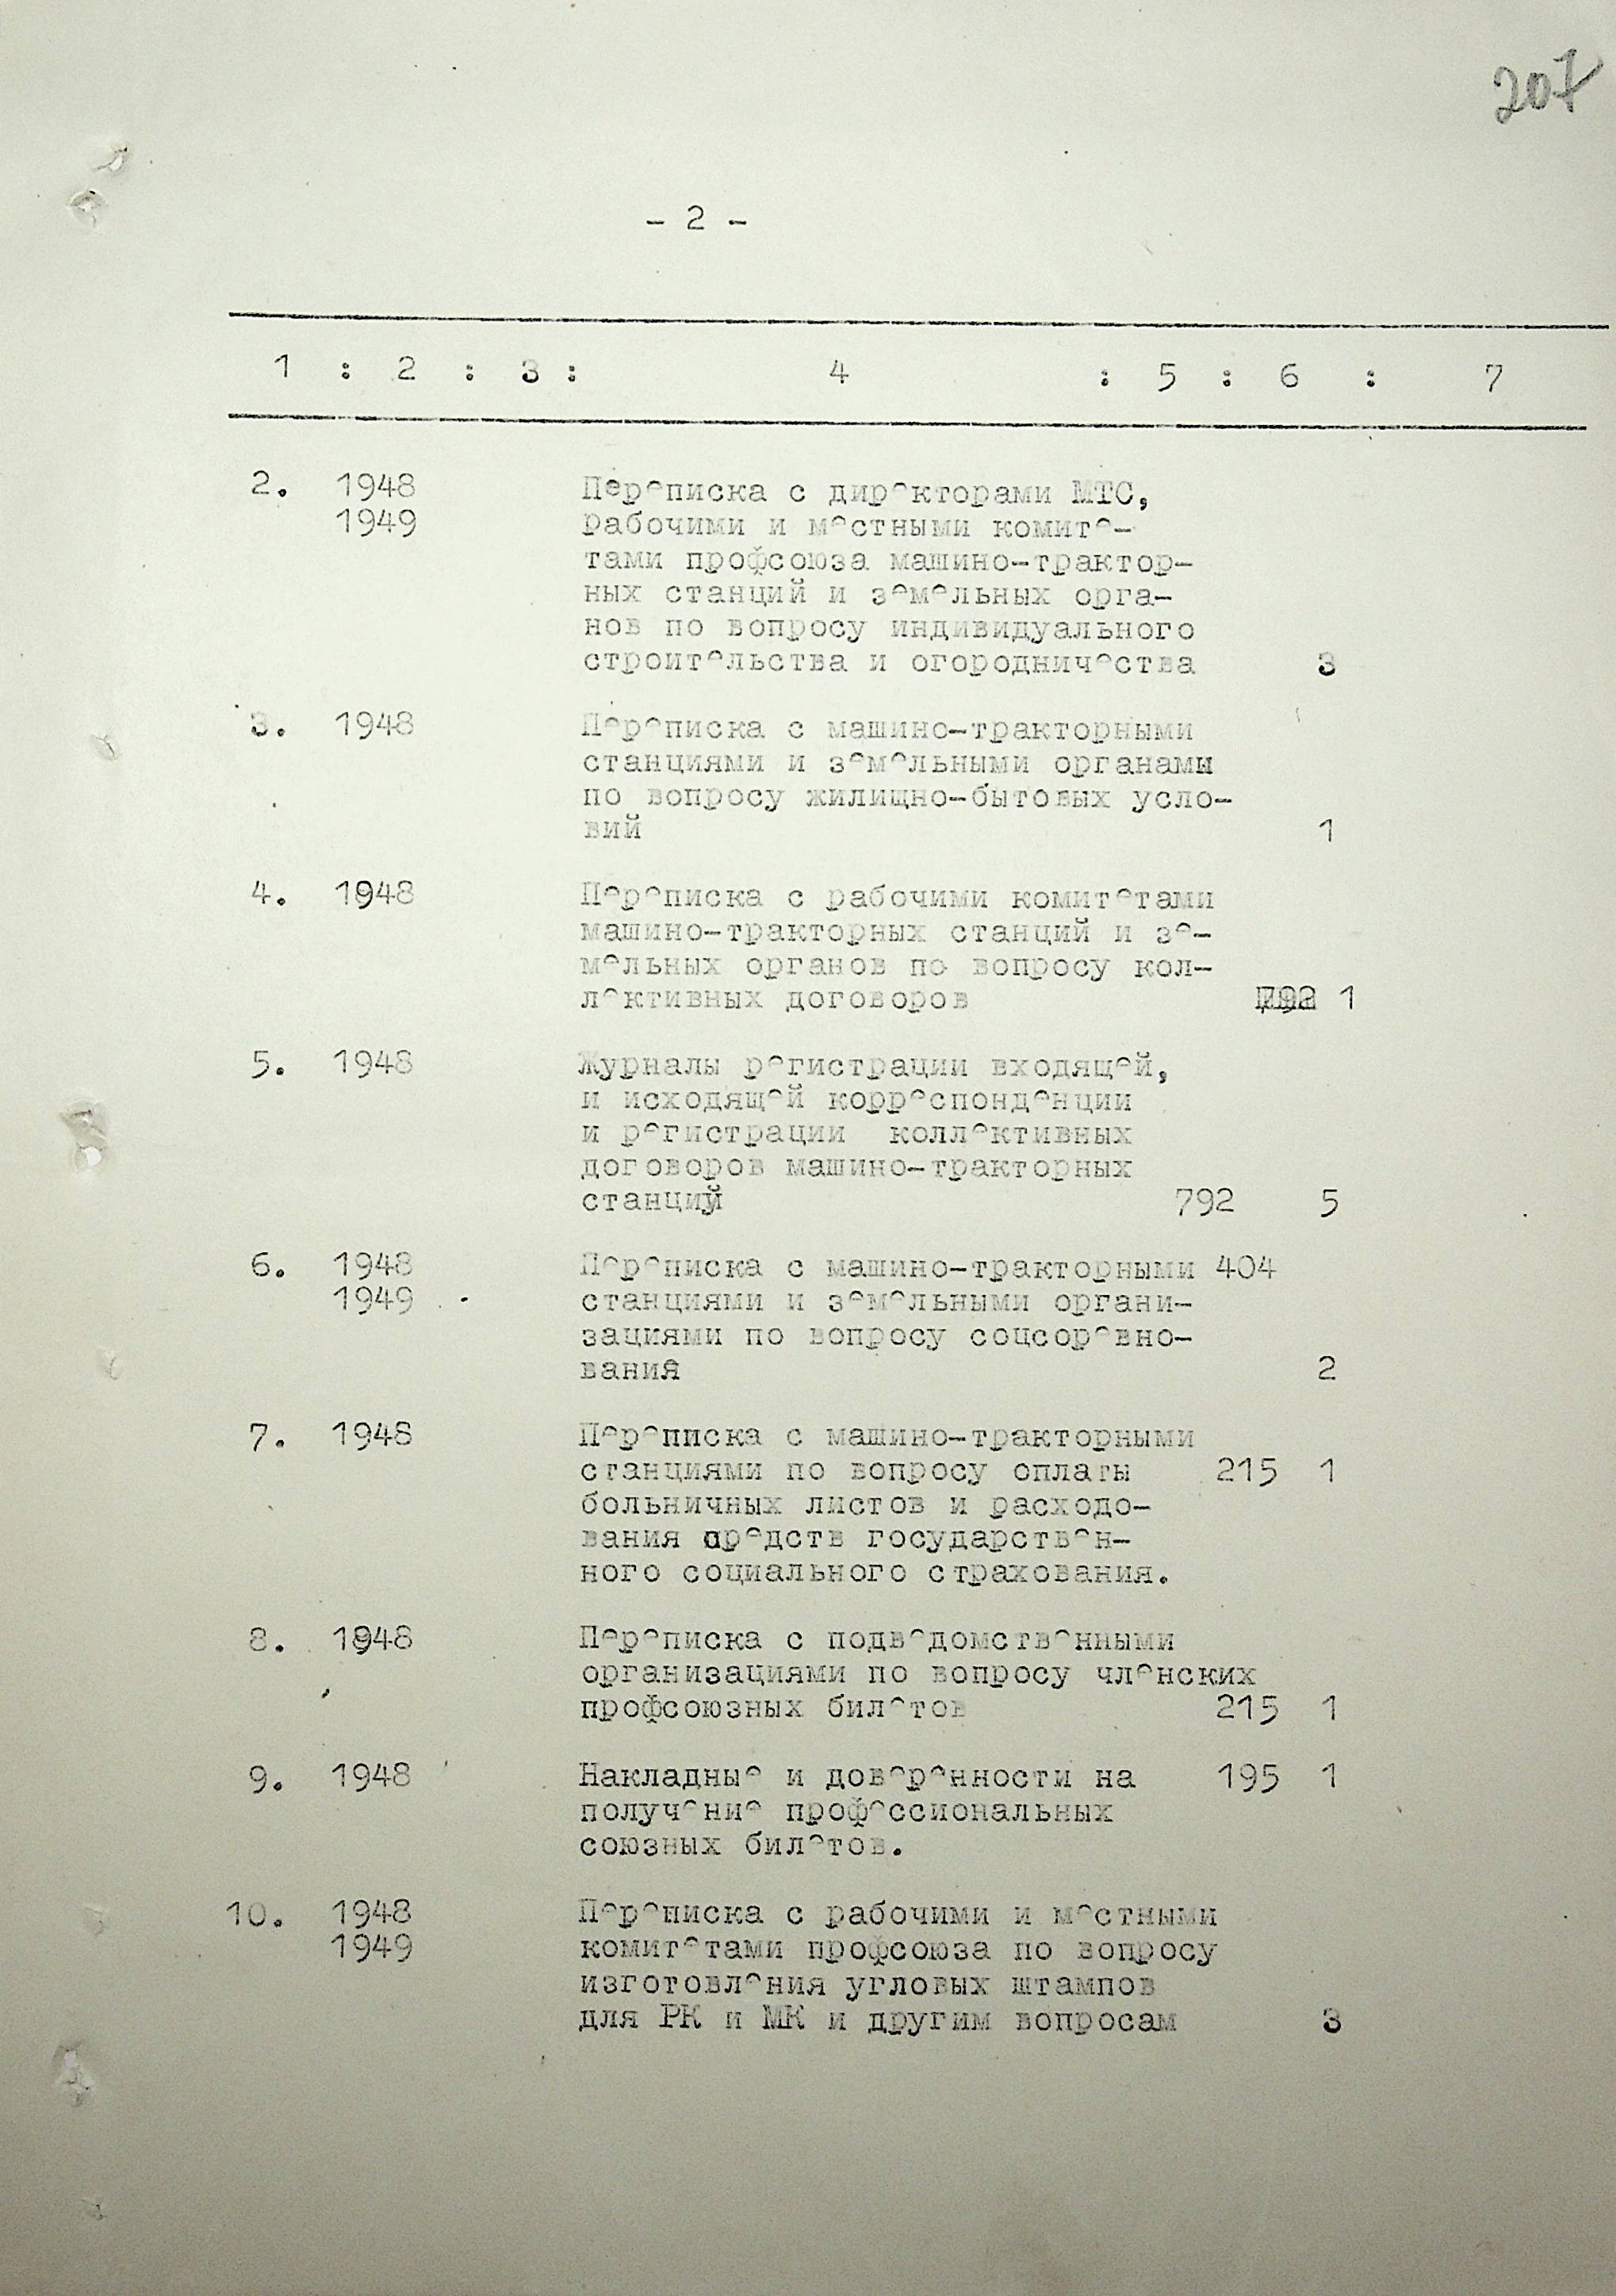 207
- 2 -
1 : 2 : 3 : 4 : 5 : 6 : 7
2. 1948 Переписка с директорами МТС,
1949 рабочими и местными комите-
тами профсоюза машино-трактор-
ных станций и земельных орга-
нов по вопросу индивидуального
строительства и огородничества 3
3. 1948 Переписка с машино-тракторными
станциями и земельными органамы
по вопросу жилищно-бытовых усло-
вий 1
4. 1948 Переписка с рабочими комитетами
машино-тракторных станций и зе-
мельных органов по вопросу кол-
лективных договоров 1
5. 1948 Журналы регистрации входящей,
и исходящей корреспонденции
и регистрации коллективных
договоров машино-тракторных
станций 792 5
6. 1948 Переписка с машино-тракторными 404
1949 станциями и земельными органи-
зациями по вопросу соцсоревно-
вания 2
7. 1948 Переписка с машино-тракторными
станциями по вопросу оплаты 215 1
больничных листов и расходо-
вания средств государствен-
ного социального страхования.
8. 1948 Переписка с подведомственными
организациями по вопросу членских
профсоюзных билетов 215 1
9. 1948 Накладные и доверенности на 195 1
получение профессиональных
союзных билетов.
10. 1948 Переписка с рабочими и местными
1949 комитетами профсоюза по вопросу
изготовления угловых штампов
для РК и МК и другим вопросам 3